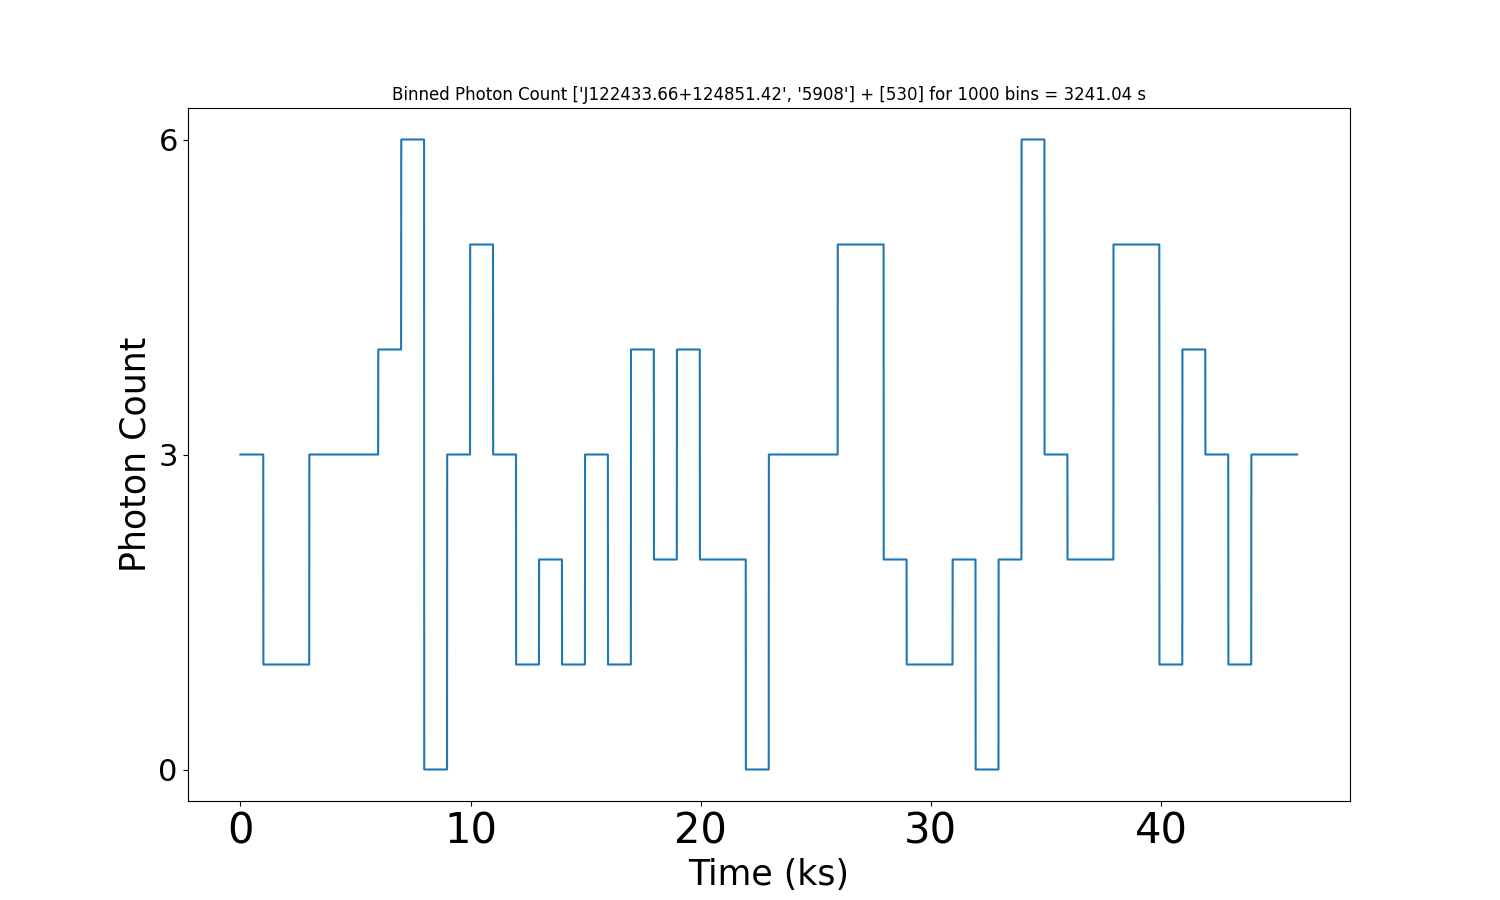 Binned Photon Count ['J122433.66+124851.42', '5908'] + [530] for 1000 bins = 3241.04 s
6
3
0
Photon Count
0 10 20 30 40
Time (ks)